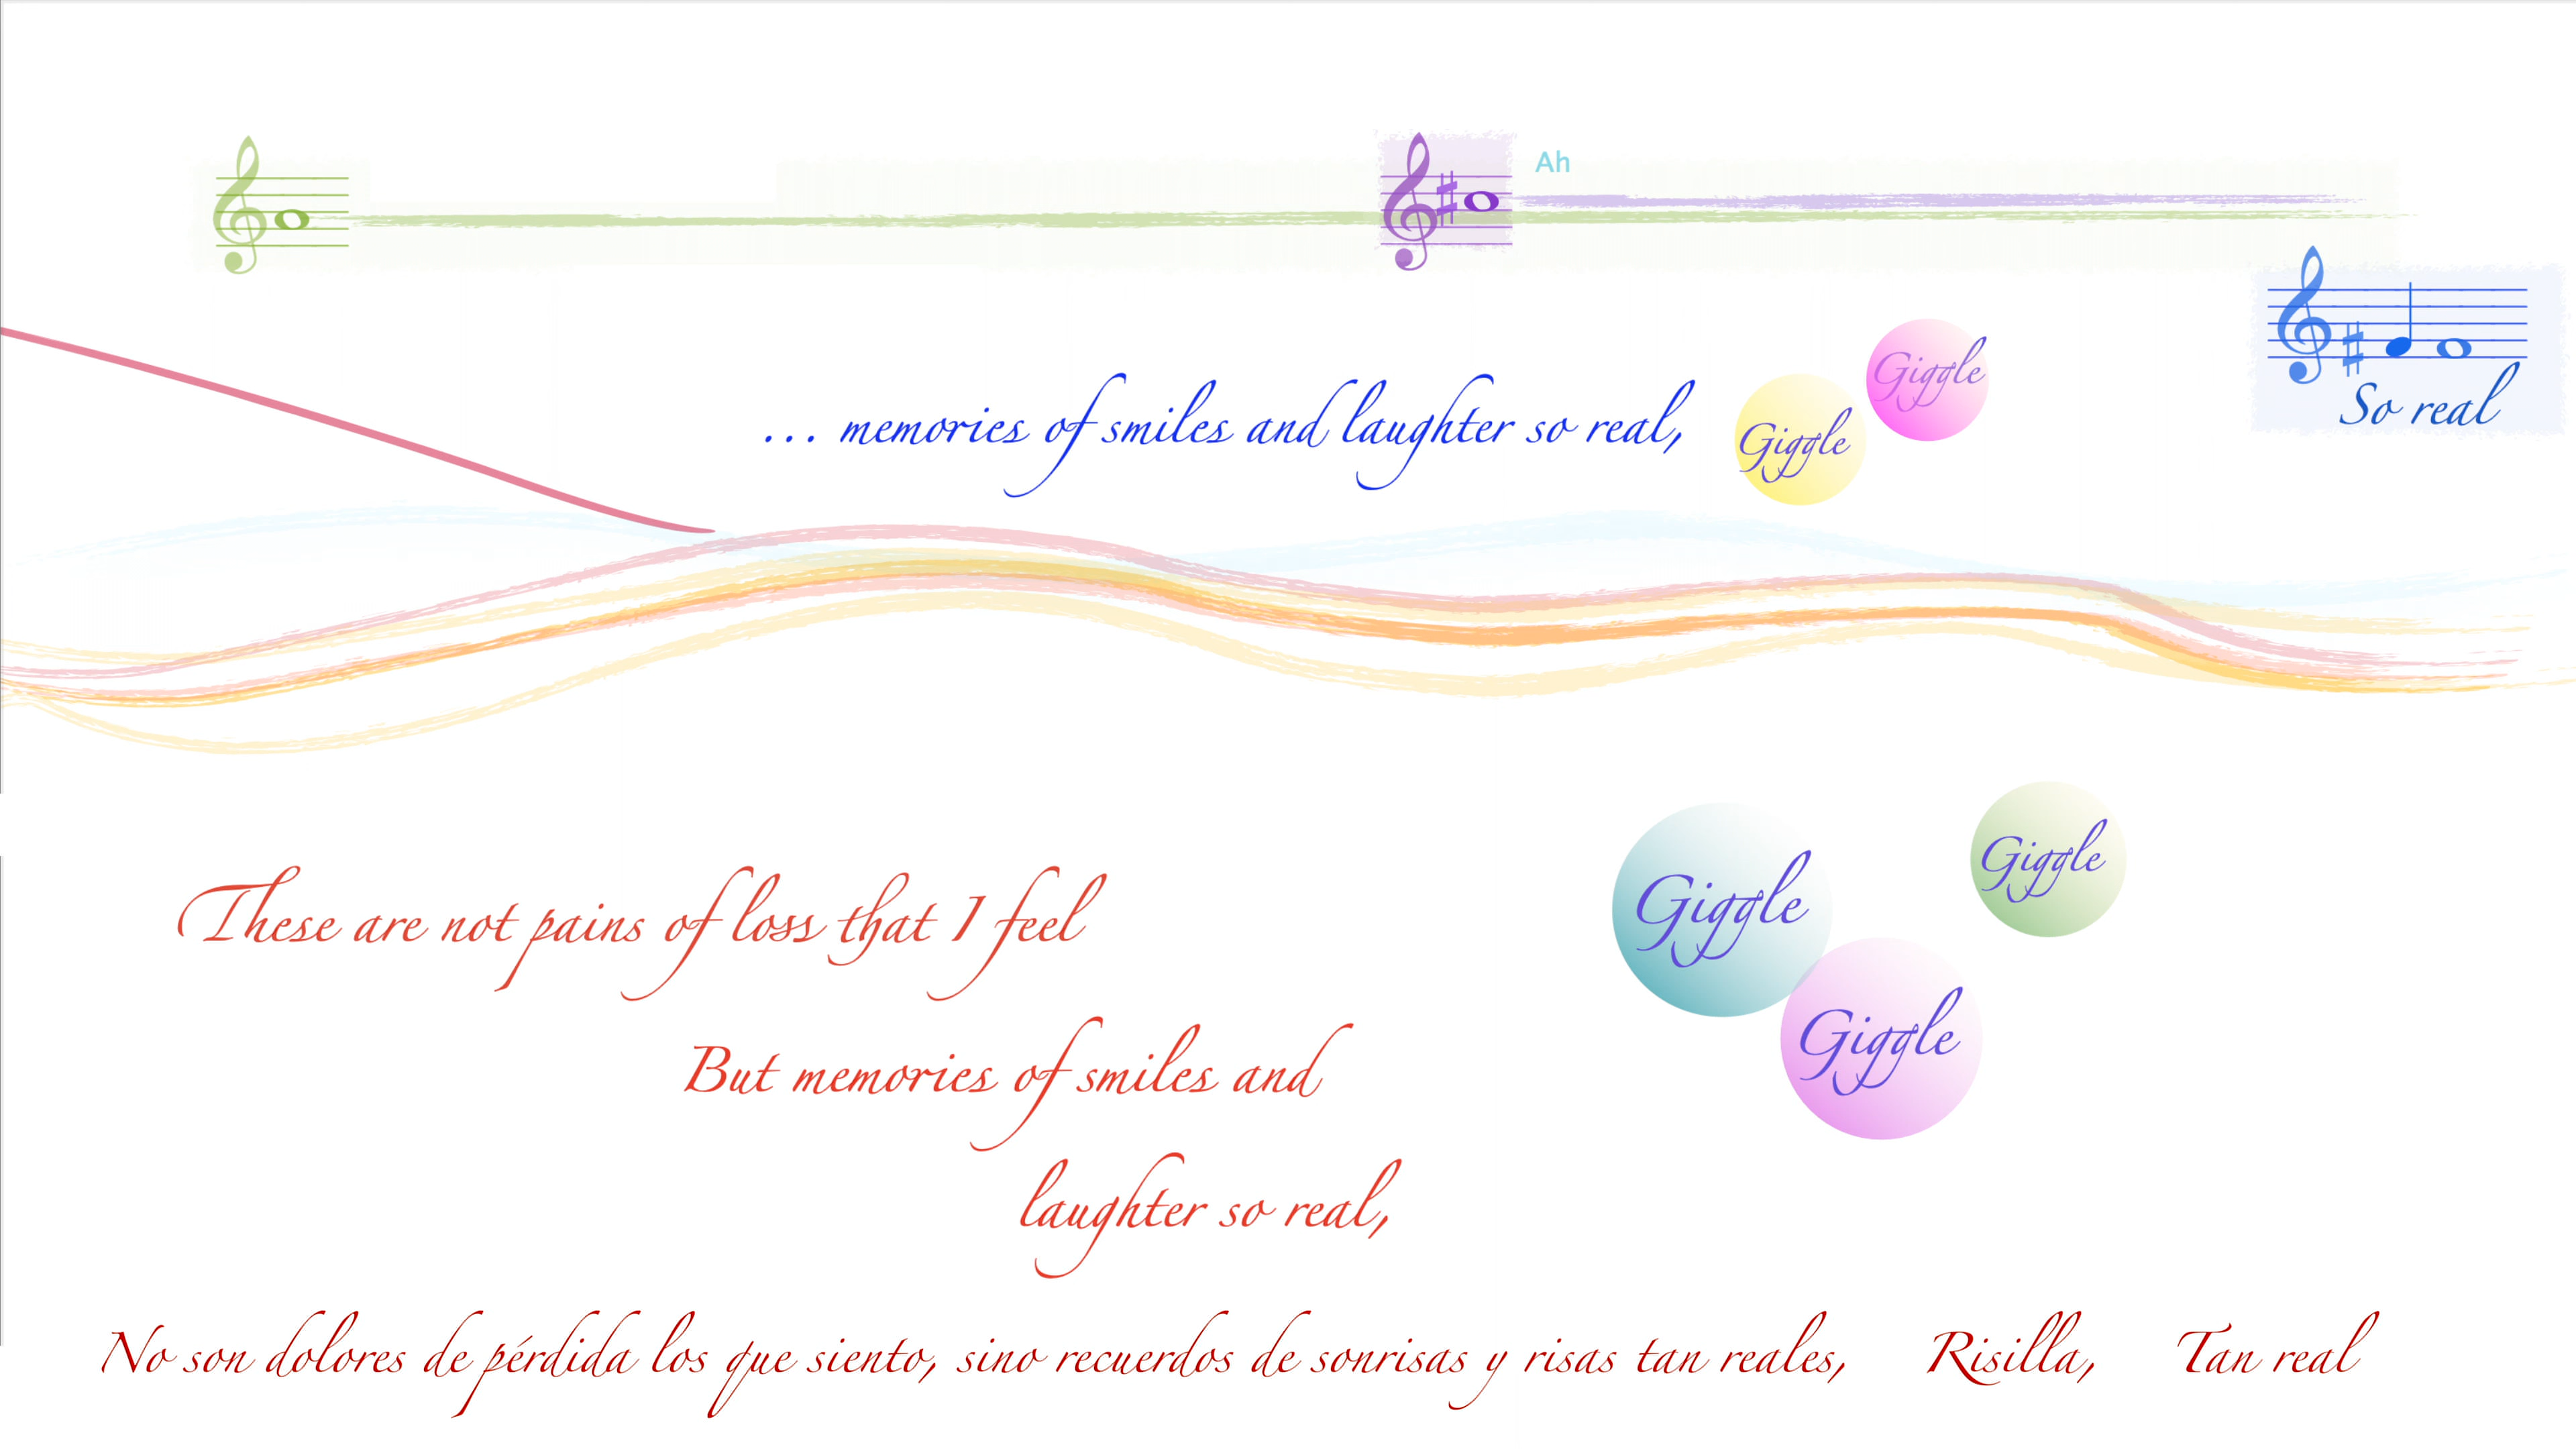 Ah
... memories of smiles and laughter so real,
Giggle
Giggle
So real
These are not pains of loss that I feel
But memories of smiles and
laughter so real,
Giggle
Giggle
Giggle
No son dolores de pérdida los que siento, sino recuerdos de sonrisas y risas tan reales, Risilla, Tan real